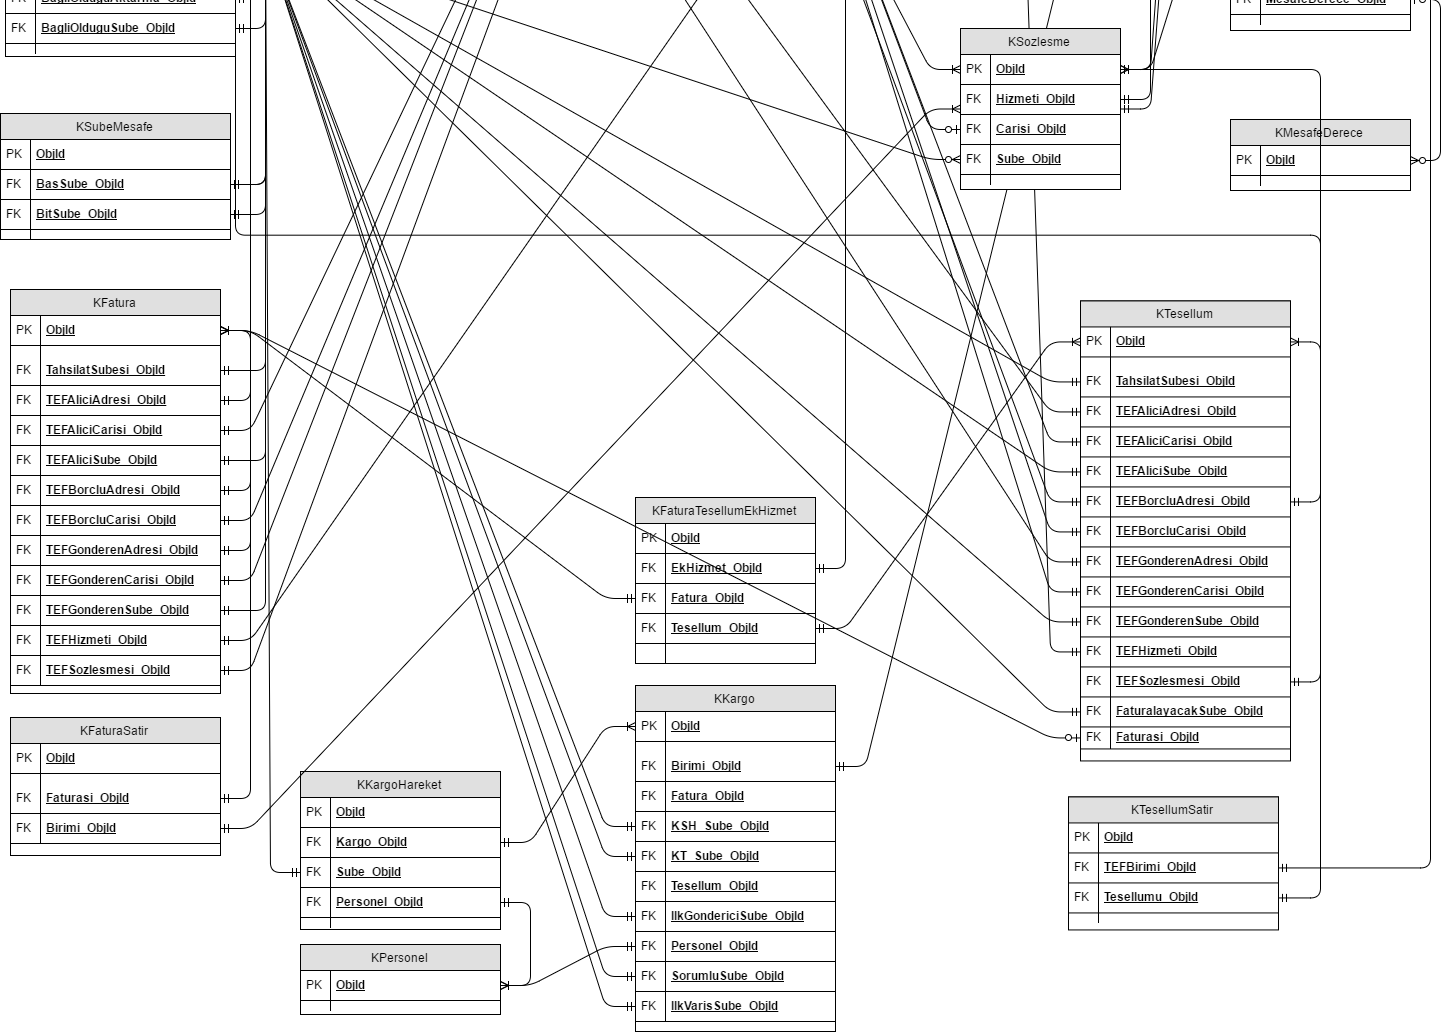 BagliOlduguSube_ObjId
KSubeMesafe
PK ObjId
FK BasSube_ObjId
FK BitSube_ObjId
KFatura
PK ObjId
FK TahsilatSubesi_ObjId
FK TEFAliciAdresi_ObjId
FK TEFAliciCarisi_ObjId
FK TEFAliciSube_ObjId
FK TEFBorcluAdresi_ObjId
FK TEFBorcluCarisi_ObjId
FK TEFGonderenAdresi_ObjId
FK TEFGonderenCarisi_ObjId
FK TEFGonderenSube_ObjId
FK TEFHizmeti_ObjId
FK TEFSozlesmesi_ObjId
KFaturaSatir
PK ObjId
FK Faturasi_ObjId
FK Birimi_ObjId
KKargoHareket
PK ObjId
FK Kargo_ObjId
FK Sube_ObjId
FK Personel_ObjId
KPersonel
PK ObjId
KFaturaTesellumEkHizmet
PK ObjId
FK EkHizmet_ObjId
FK Fatura_ObjId
FK Tesellum_ObjId
KKargo
PK ObjId
FK Birimi_ObjId
FK Fatura_ObjId
FK KSH_Sube_ObjId
FK KT_Sube_ObjId
FK Tesellum_ObjId
FK IlkGondericiSube_ObjId
FK Personel_ObjId
FK SorumluSube_ObjId
FK IlkVarisSube_ObjId
KSozlesme
PK ObjId
FK Hizmeti_ObjId
FK Carisi_ObjId
FK Sube_ObjId
MesafeDerece_ObjId
KMesafeDerece
PK ObjId
KTesellum
PK ObjId
FK TahsilatSubesi_ObjId
FK TEFAliciAdresi_ObjId
FK TEFAliciCarisi_ObjId
FK TEFAliciSube_ObjId
FK TEFBorcluAdresi_ObjId
FK TEFBorcluCarisi_ObjId
FK TEFGonderenAdresi_ObjId
FK TEFGonderenCarisi_ObjId
FK TEFGonderenSube_ObjId
FK TEFHizmeti_ObjId
FK TEFSozlesmesi_ObjId
FK FaturalayacakSube_ObjId
FK Faturasi_ObjId
KTesellumSatir
PK ObjId
FK TEFBirimi_ObjId
FK Tesellumu_ObjId